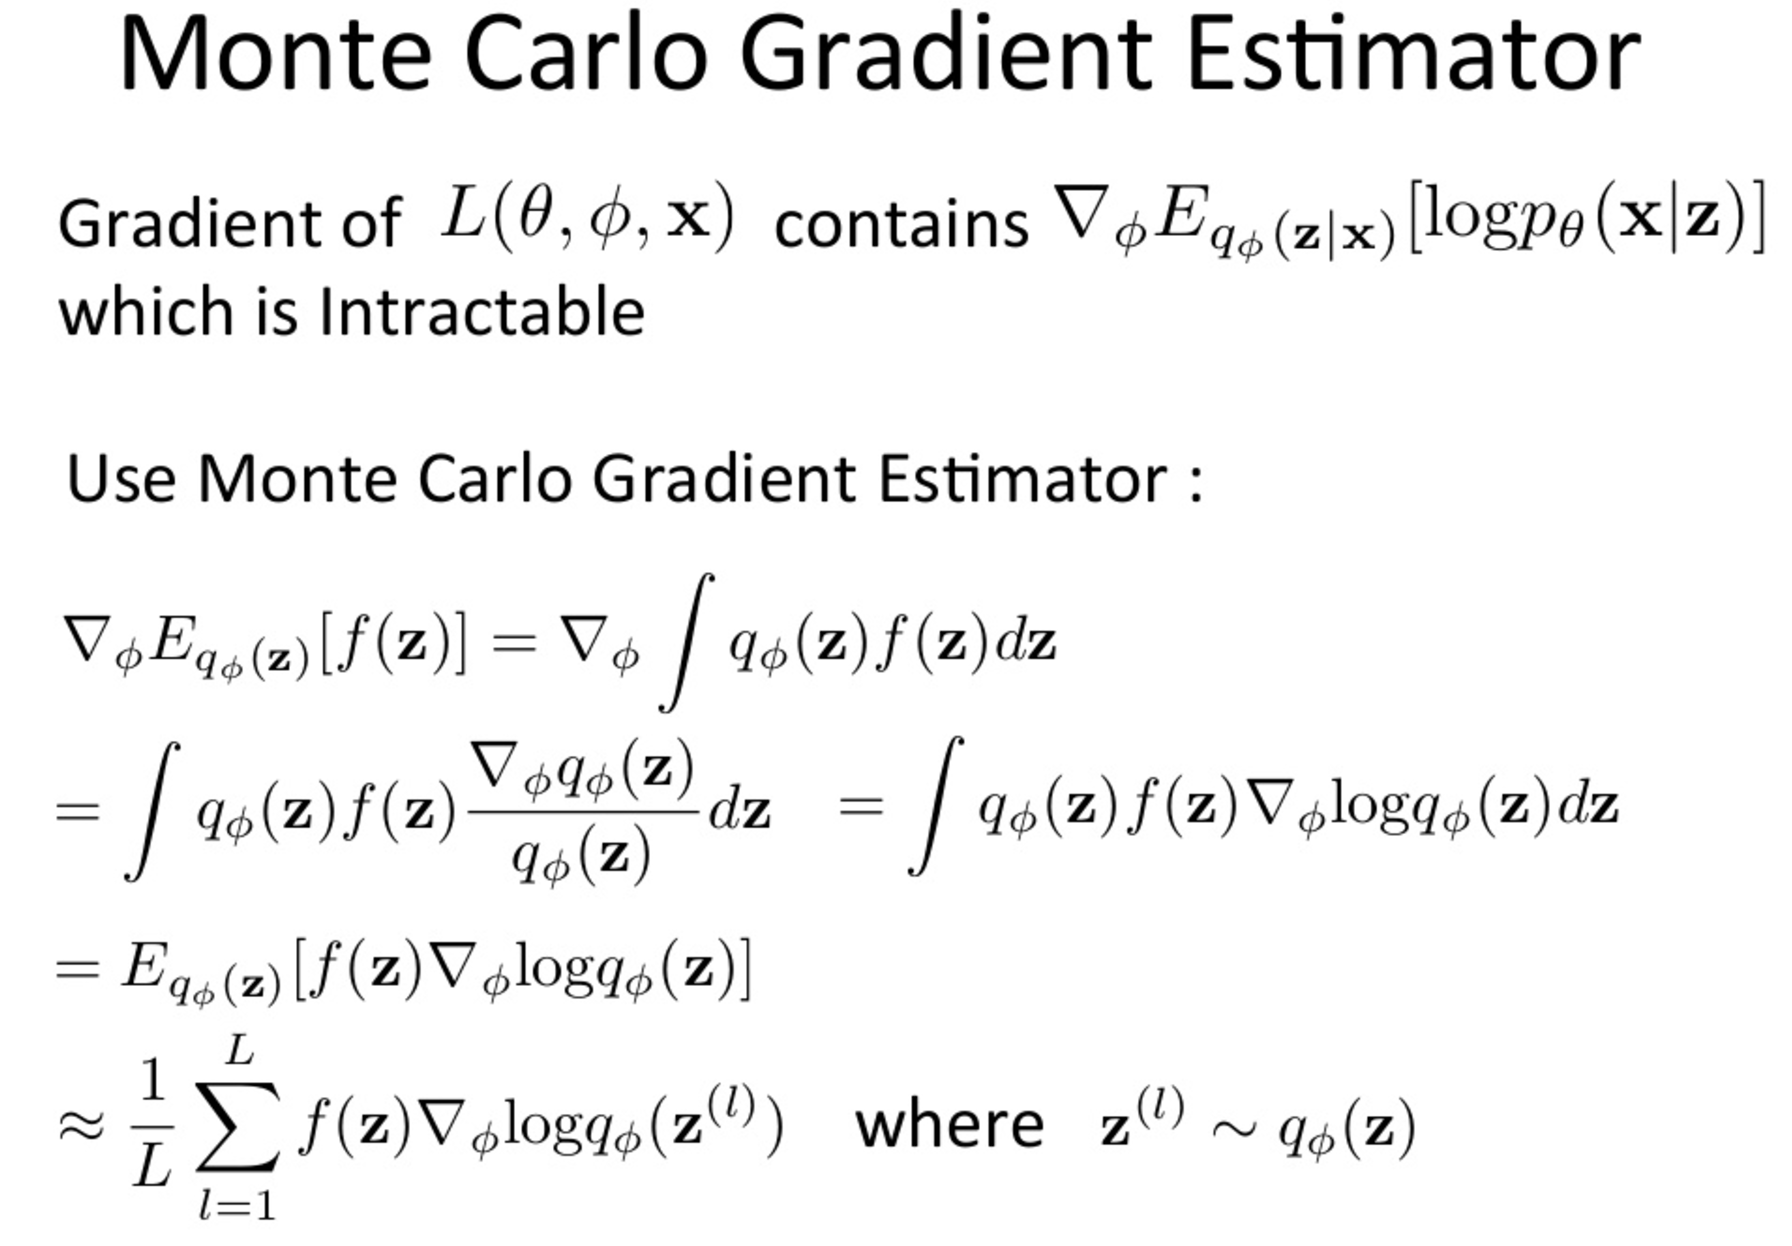 Monte Carlo Gradient Estimator
Gradient of L(θ, ϕ, x) contains ∇_ϕ E_{q_ϕ(z|x)}[log p_θ(x|z)]
which is Intractable
Use Monte Carlo Gradient Estimator :
∇_ϕ E_{q_ϕ(z)}[f(z)] = ∇_ϕ ∫ q_ϕ(z)f(z)dz
= ∫ q_ϕ(z)f(z) \frac{∇_ϕ q_ϕ(z)}{q_ϕ(z)} dz = ∫ q_ϕ(z)f(z)∇_ϕ log q_ϕ(z)dz
= E_{q_ϕ(z)}[f(z)∇_ϕ log q_ϕ(z)]
≈ \frac{1}{L} ∑_{l=1}^{L} f(z)∇_ϕ log q_ϕ(z^{(l)}) where z^{(l)} ∼ q_ϕ(z)